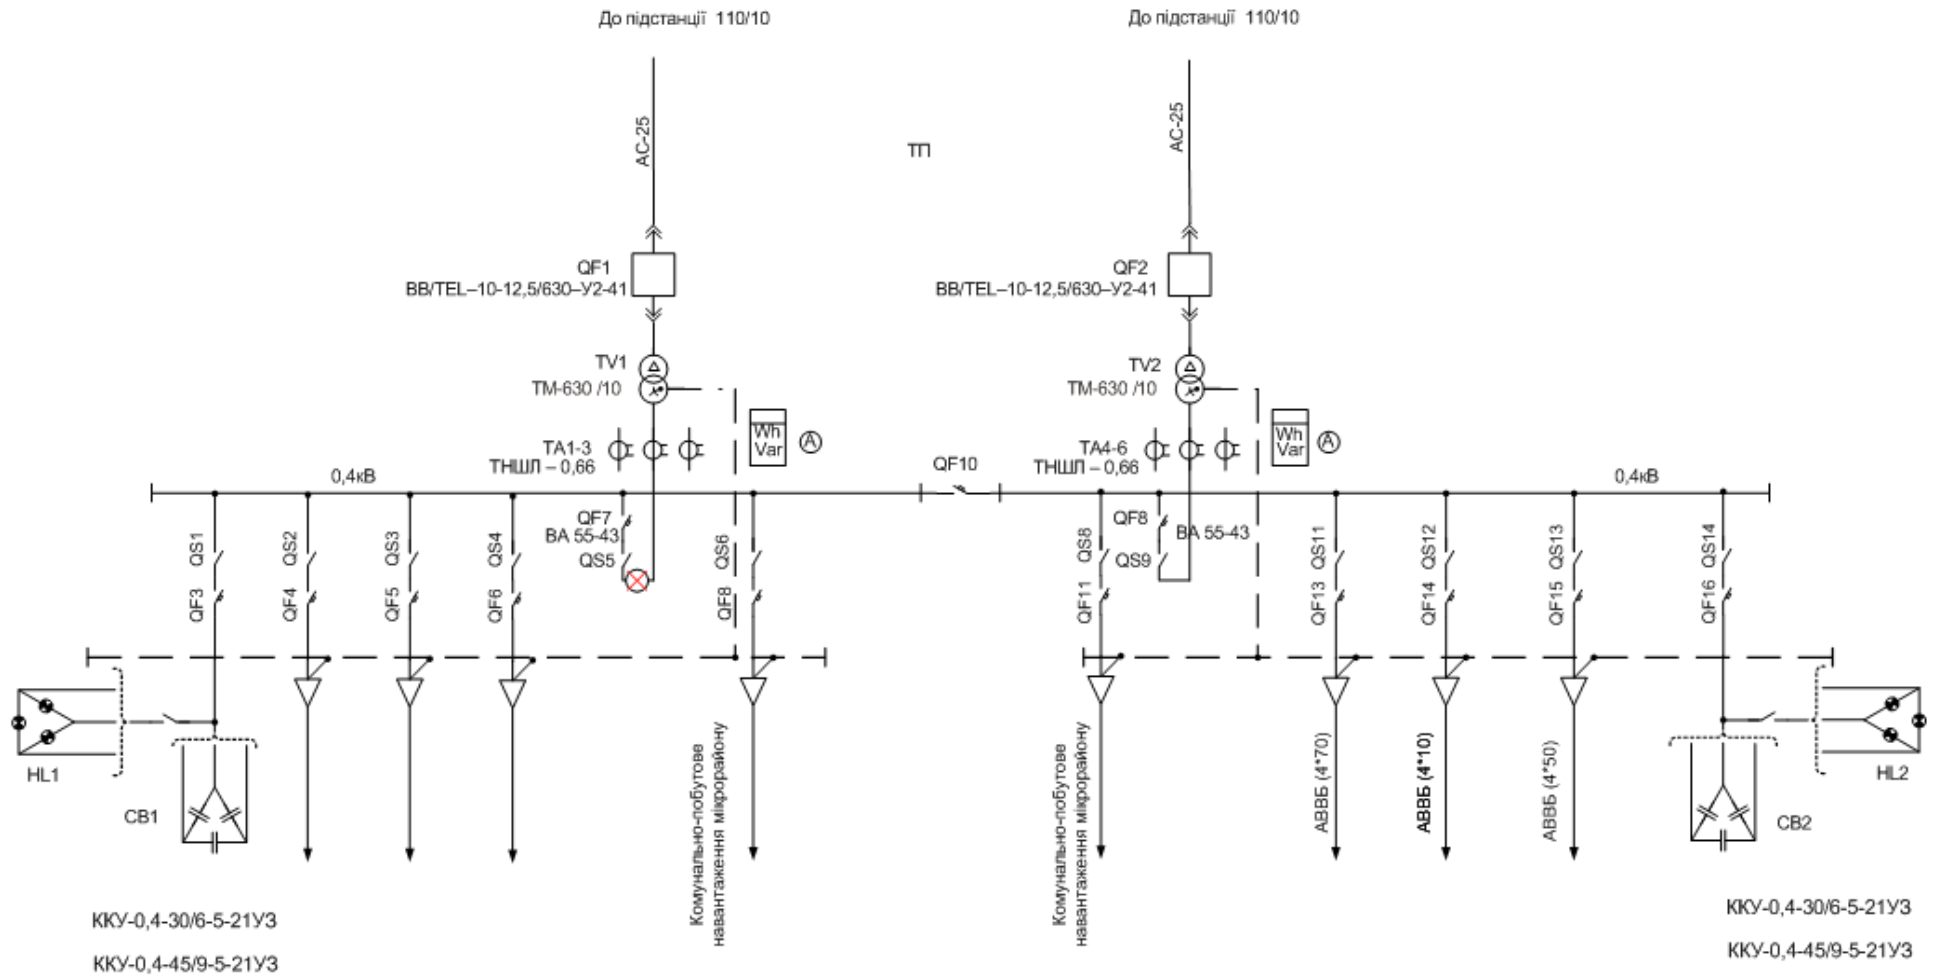 До підстанції 110/10
До підстанції 110/10
АС-25
АС-25
ТП
QF1
ВВ/TEL–10-12,5/630–У2-41
QF2
ВВ/TEL–10-12,5/630–У2-41
TV1
ТМ-630 /10
TV2
ТМ-630 /10
Wh
Var
A
Wh
Var
A
ТА1-3
ТНШЛ – 0,66
ТА4-6
ТНШЛ – 0,66
0,4кВ
QF10
0,4кВ
QS1
QS2
QS3
QS4
QF7
ВА 55-43
QS5
QS6
QS8
QF8
ВА 55-43
QS9
QS11
QS12
QS13
QS14
QF3
QF4
QF5
QF6
QF8
QF11
QF13
QF14
QF15
QF16
HL1
СВ1
Комунально-побутове
навантаження мікрорайону
Комунально-побутове
навантаження мікрорайону
АВВБ (4*70)
АВВБ (4*10)
АВВБ (4*50)
HL2
СВ2
ККУ-0,4-30/6-5-21УЗ
ККУ-0,4-45/9-5-21УЗ
ККУ-0,4-30/6-5-21УЗ
ККУ-0,4-45/9-5-21УЗ